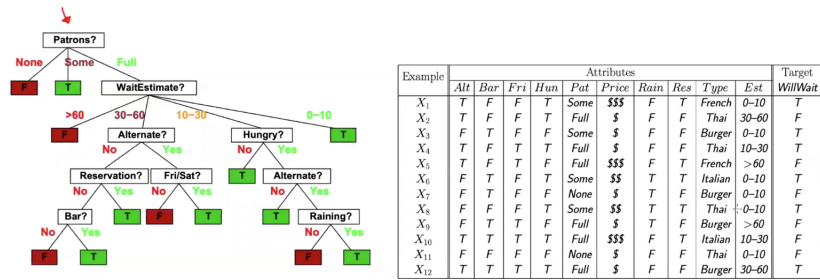 Patrons?
None Some Full
F T WaitEstimate?
>60 30–60 10–30 0–10
F Alternate? Hungry? T
No Yes No Yes
Reservation? Fri/Sat? T Alternate?
No Yes No Yes No Yes
Bar? T F T T Raining?
No Yes No Yes
F T F T
Example Attributes Target
Alt Bar Fri Hun Pat Price Rain Res Type Est WillWait
X1 T F F T Some $$$ F T French 0–10 T
X2 T F F T Full $ F F Thai 30–60 F
X3 F T F F Some $ F F Burger 0–10 T
X4 T F T T Full $ F F Thai 10–30 T
X5 T F T F Full $$$ F T French >60 F
X6 F T F T Some $$ T T Italian 0–10 T
X7 F T F F None $ T F Burger 0–10 F
X8 F F F T Some $$ T T Thai 0–10 T
X9 F T T F Full $ T F Burger >60 F
X10 T T T T Full $$$ F T Italian 10–30 F
X11 F F F F None $ F F Thai 0–10 F
X12 T T T T Full $ F F Burger 30–60 T